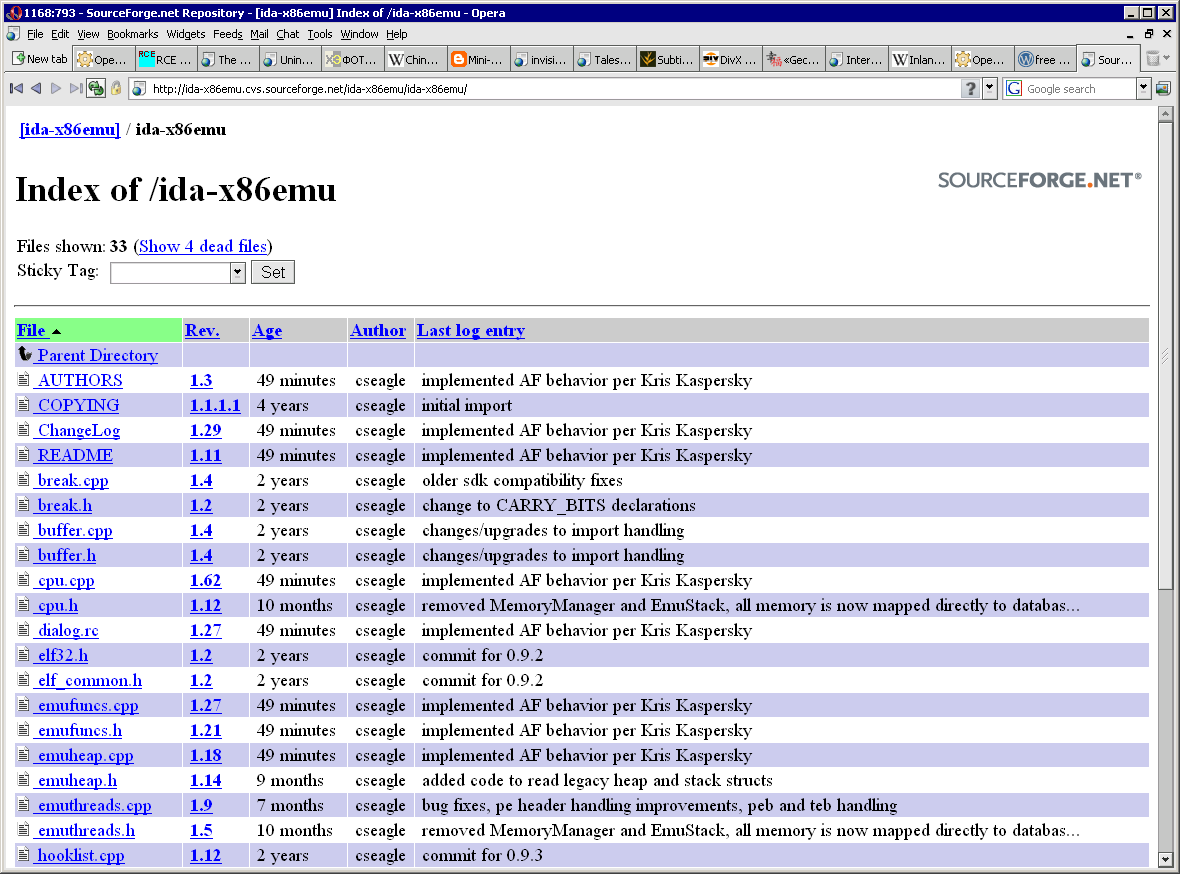 1168:793 - SourceForge.net Repository - [ida-x86emu] Index of /ida-x86emu - Opera
File Edit View Bookmarks Widgets Feeds Mail Chat Tools Window Help
New tab Ope... RCE RCE ... The ... Unin... ФОТ... W Chin... Mini-... invisi... Tales... Subti... DivX ... «Gec... Inter... W Inlan... Ope... W free ... Sour...
http://ida-x86emu.cvs.sourceforge.net/ida-x86emu/ida-x86emu/ ? G Google search
[ida-x86emu] / ida-x86emu
Index of /ida-x86emu
SOURCEFORGE.NET®
Files shown: 33 (Show 4 dead files)
Sticky Tag: Set
File Rev. Age Author Last log entry
Parent Directory
AUTHORS 1.3 49 minutes cseagle implemented AF behavior per Kris Kaspersky
COPYING 1.1.1.1 4 years cseagle initial import
ChangeLog 1.29 49 minutes cseagle implemented AF behavior per Kris Kaspersky
README 1.11 49 minutes cseagle implemented AF behavior per Kris Kaspersky
break.cpp 1.4 2 years cseagle older sdk compatibility fixes
break.h 1.2 2 years cseagle change to CARRY_BITS declarations
buffer.cpp 1.4 2 years cseagle changes/upgrades to import handling
buffer.h 1.4 2 years cseagle changes/upgrades to import handling
cpu.cpp 1.62 49 minutes cseagle implemented AF behavior per Kris Kaspersky
cpu.h 1.12 10 months cseagle removed MemoryManager and EmuStack, all memory is now mapped directly to databas...
dialog.rc 1.27 49 minutes cseagle implemented AF behavior per Kris Kaspersky
elf32.h 1.2 2 years cseagle commit for 0.9.2
elf_common.h 1.2 2 years cseagle commit for 0.9.2
emufuncs.cpp 1.27 49 minutes cseagle implemented AF behavior per Kris Kaspersky
emufuncs.h 1.21 49 minutes cseagle implemented AF behavior per Kris Kaspersky
emuheap.cpp 1.18 49 minutes cseagle implemented AF behavior per Kris Kaspersky
emuheap.h 1.14 9 months cseagle added code to read legacy heap and stack structs
emuthreads.cpp 1.9 7 months cseagle bug fixes, pe header handling improvements, peb and teb handling
emuthreads.h 1.5 10 months cseagle removed MemoryManager and EmuStack, all memory is now mapped directly to databas...
hooklist.cpp 1.12 2 years cseagle commit for 0.9.3